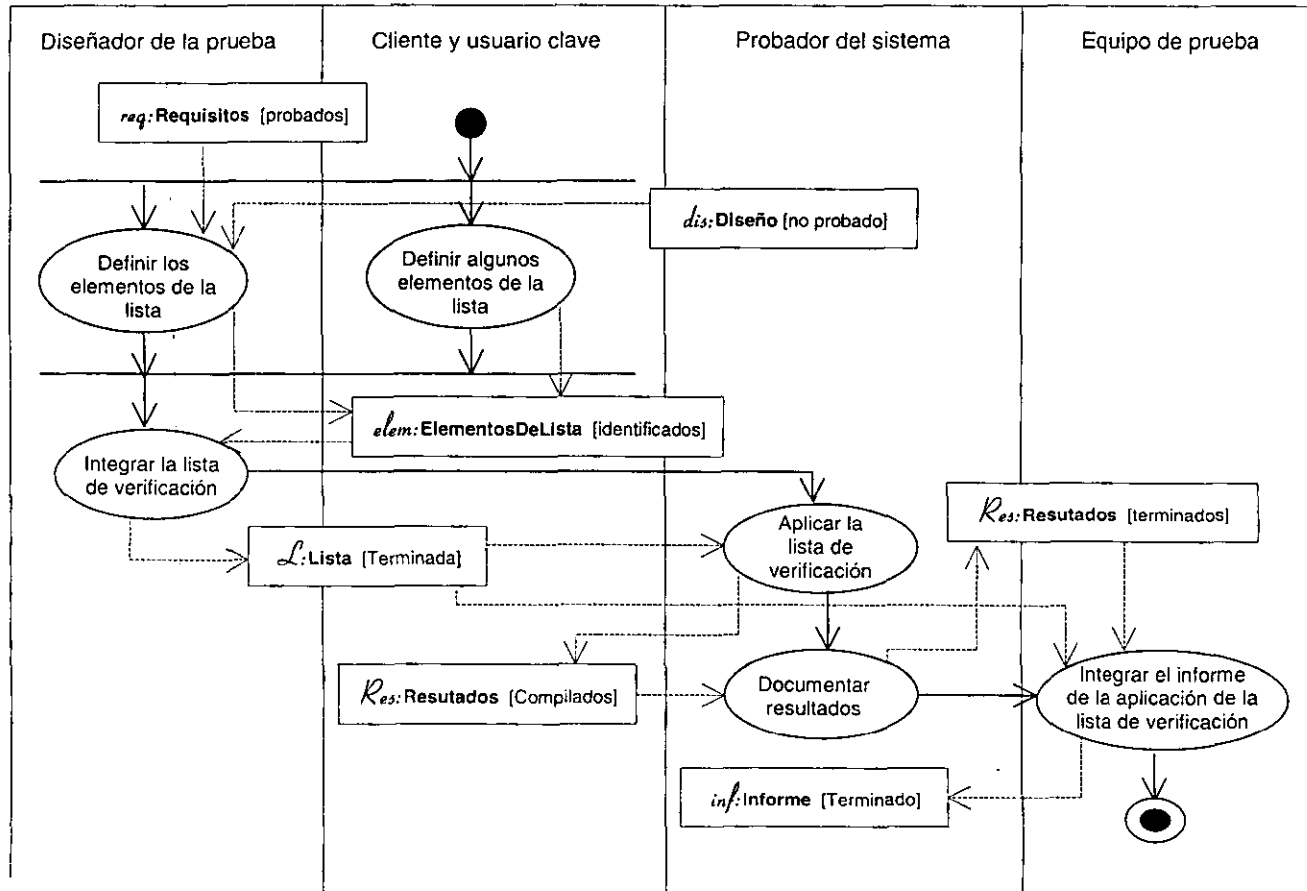 Diseñador de la prueba
Cliente y usuario clave
Probador del sistema
Equipo de prueba
req:Requisitos [probados]
dis:Diseño [no probado]
Definir los
elementos de la
lista
Definir algunos
elementos de la
lista
elem:ElementosDeLista [identificados]
Integrar la lista
de verificación
Aplicar la
lista de
verificación
Res:Resutados [terminados]
L:Lista [Terminada]
Res:Resutados [Compilados]
Documentar
resultados
Integrar el informe
de la aplicación de la
lista de verificación
inf:Informe [Terminado]